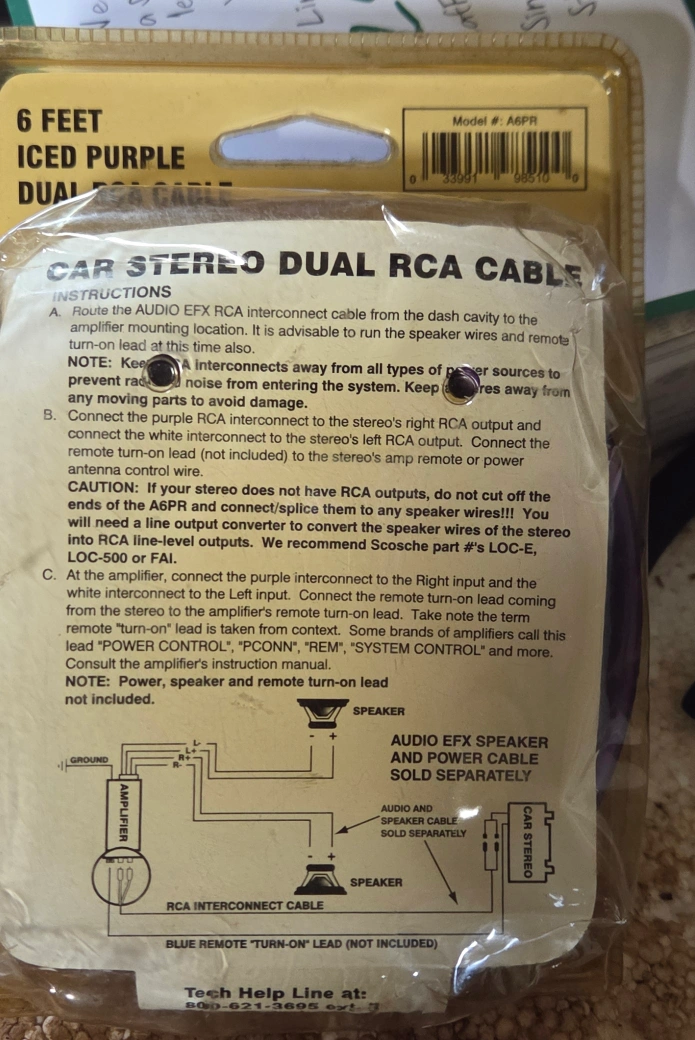 6 FEET
ICED PURPLE
DUAL RCA CABLE
Model #: A6PR
0 33991 98510 0
CAR STEREO DUAL RCA CABLE
INSTRUCTIONS
A. Route the AUDIO EFX RCA interconnect cable from the dash cavity to the
amplifier mounting location. It is advisable to run the speaker wires and remote
turn-on lead at this time also.
NOTE: Kee A interconnects away from all types of p er sources to
prevent rad noise from entering the system. Keep res away from
any moving parts to avoid damage.
B. Connect the purple RCA interconnect to the stereo's right RCA output and
connect the white interconnect to the stereo's left RCA output. Connect the
remote turn-on lead (not included) to the stereo's amp remote or power
antenna control wire.
CAUTION: If your stereo does not have RCA outputs, do not cut off the
ends of the A6PR and connect/splice them to any speaker wires!!! You
will need a line output converter to convert the speaker wires of the stereo
into RCA line-level outputs. We recommend Scosche part #'s LOC-E,
LOC-500 or FAI.
C. At the amplifier, connect the purple interconnect to the Right input and the
white interconnect to the Left input. Connect the remote turn-on lead coming
from the stereo to the amplifier's remote turn-on lead. Take note the term
remote "turn-on" lead is taken from context. Some brands of amplifiers call this
lead "POWER CONTROL", "PCONN", "REM", "SYSTEM CONTROL" and more.
Consult the amplifier's instruction manual.
NOTE: Power, speaker and remote turn-on lead
not included.
SPEAKER
- +
AUDIO EFX SPEAKER
AND POWER CABLE
SOLD SEPARATELY
L-
L+
R+
R-
GROUND
AMPLIFIER
AUDIO AND
SPEAKER CABLE
SOLD SEPARATELY
CAR STEREO
- +
SPEAKER
RCA INTERCONNECT CABLE
BLUE REMOTE "TURN-ON" LEAD (NOT INCLUDED)
Tech Help Line at:
800-621-3695 ext.